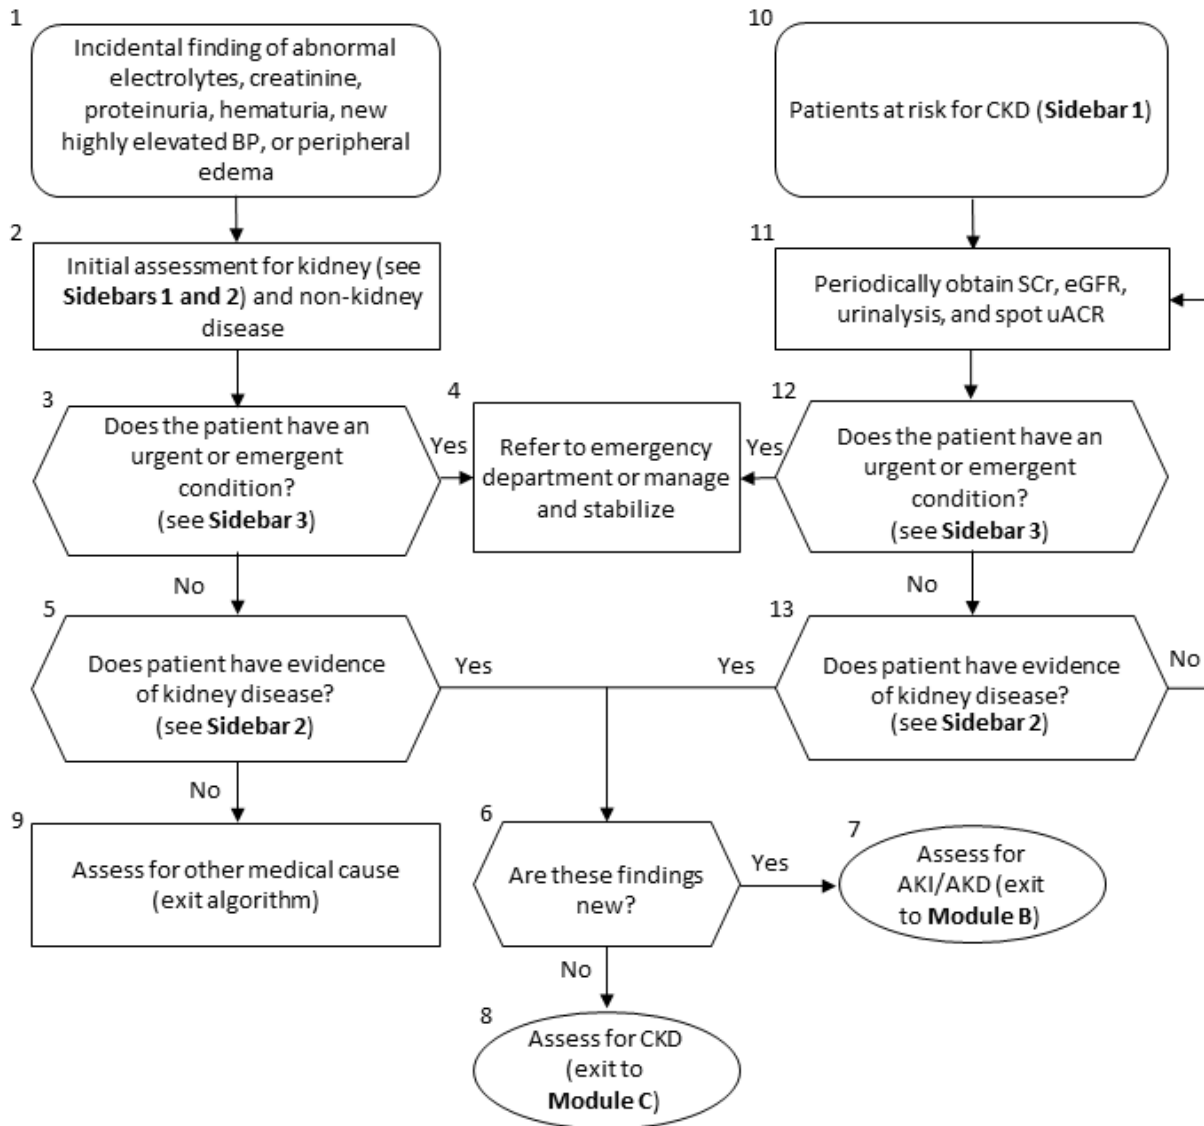 1
Incidental finding of abnormal
electrolytes, creatinine,
proteinuria, hematuria, new
highly elevated BP, or peripheral
edema
10
Patients at risk for CKD (Sidebar 1)
2
Initial assessment for kidney (see
Sidebars 1 and 2) and non-kidney
disease
11
Periodically obtain SCr, eGFR,
urinalysis, and spot uACR
3
Does the patient have an
urgent or emergent
condition?
(see Sidebar 3)
Yes
4
Refer to emergency
department or manage
and stabilize
Yes
12
Does the patient have an
urgent or emergent
condition?
(see Sidebar 3)
No
No
5
Does patient have evidence
of kidney disease?
(see Sidebar 2)
Yes
13
Does patient have evidence
of kidney disease?
(see Sidebar 2)
Yes
No
No
9
Assess for other medical cause
(exit algorithm)
6
Are these findings
new?
Yes
7
Assess for
AKI/AKD (exit
to Module B)
No
8
Assess for CKD
(exit to
Module C)